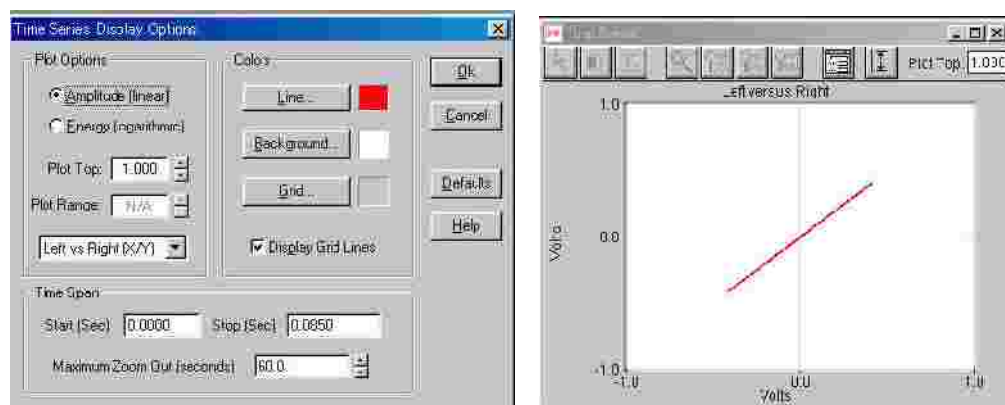 Time Series Display Options
Plot Options
Amplitude (linear)
Energy (logarithmic)
Plot Top: 1.000
Plot Range: N/A
Left vs Right (X/Y)
Colors
Line...
Background...
Grid...
Display Grid Lines
Ok
Cancel
Defaults
Help
Time Span
Start (Sec) 0.0000 Stop (Sec) 0.0850
Maximum Zoom Out (seconds) 60.0
Plot Top: 1.000
Left versus Right
1.0
Volts
0.0
-1.0
-1.0 0.0 1.0
Volts